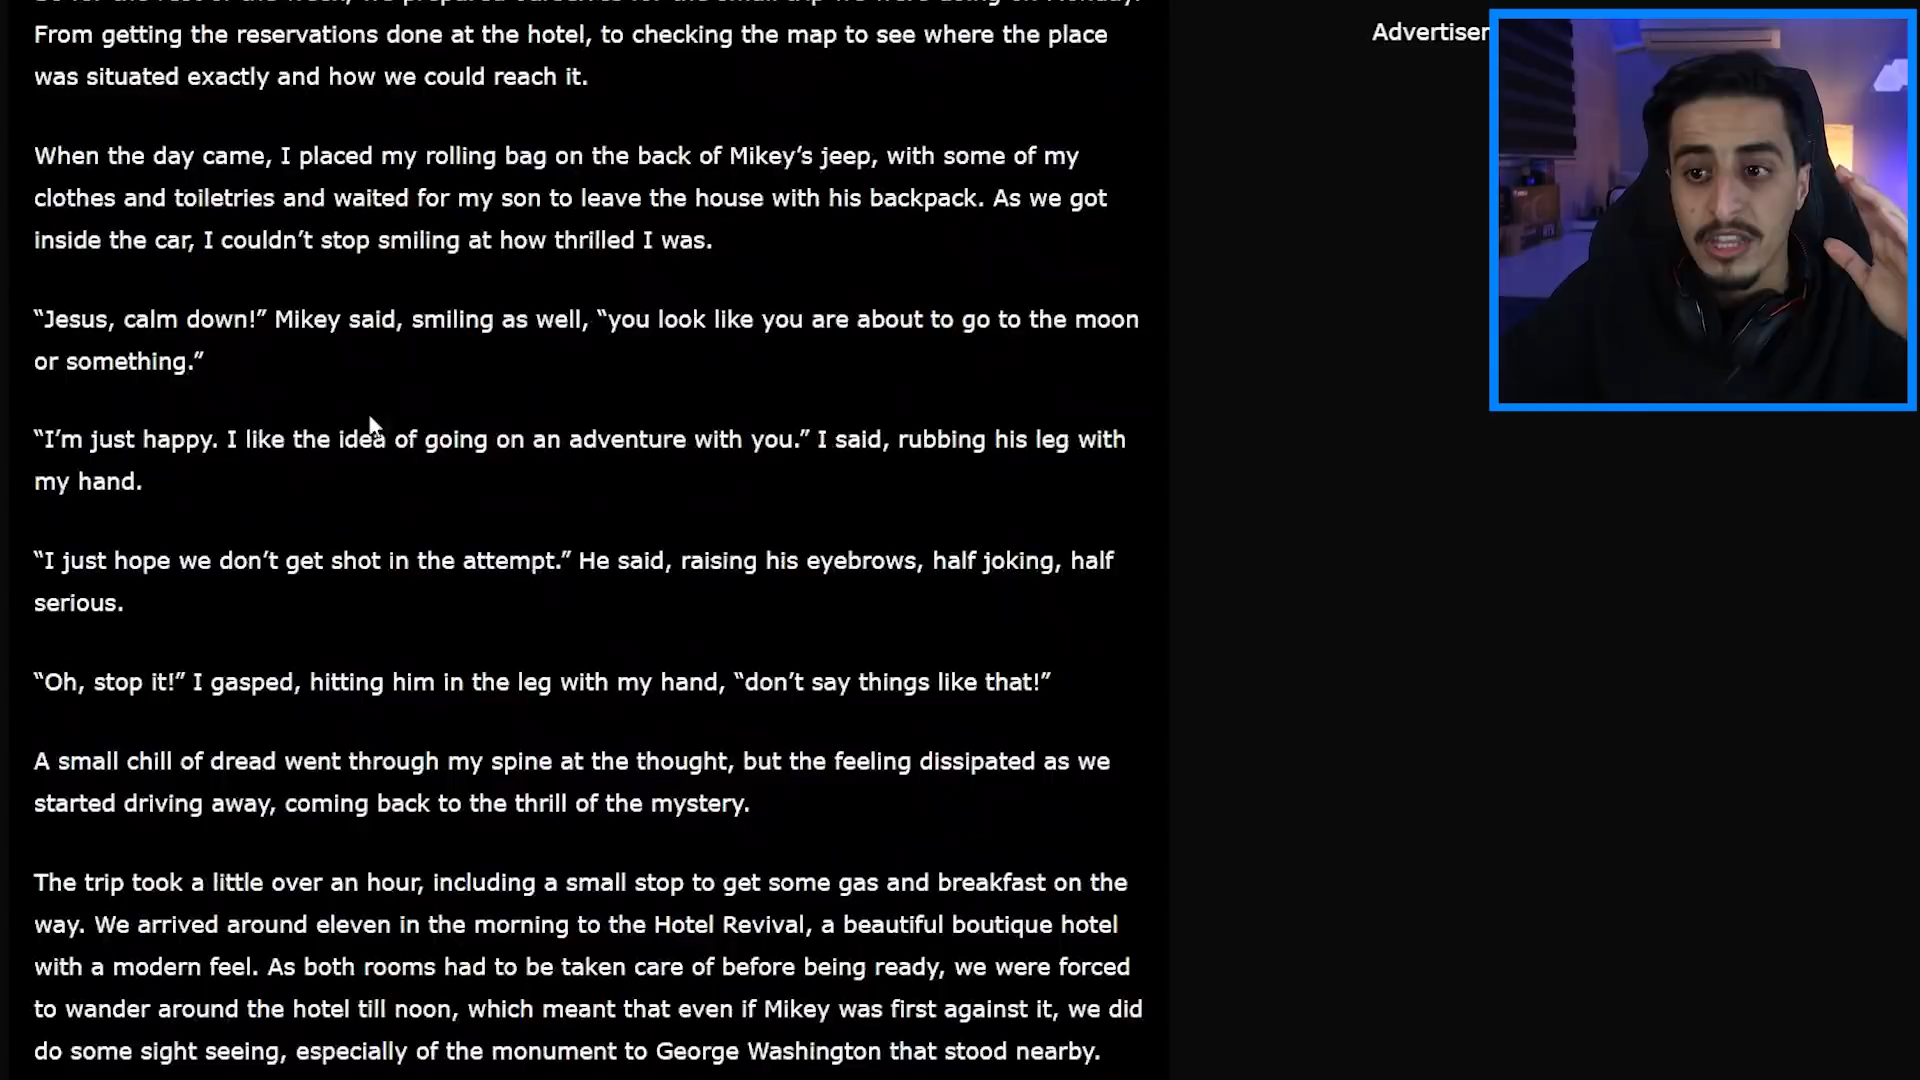 From getting the reservations done at the hotel, to checking the map to see where the place
was situated exactly and how we could reach it.
When the day came, I placed my rolling bag on the back of Mikey’s jeep, with some of my
clothes and toiletries and waited for my son to leave the house with his backpack. As we got
inside the car, I couldn’t stop smiling at how thrilled I was.
“Jesus, calm down!” Mikey said, smiling as well, “you look like you are about to go to the moon
or something.”
“I’m just happy. I like the idea of going on an adventure with you.” I said, rubbing his leg with
my hand.
“I just hope we don’t get shot in the attempt.” He said, raising his eyebrows, half joking, half
serious.
“Oh, stop it!” I gasped, hitting him in the leg with my hand, “don’t say things like that!”
A small chill of dread went through my spine at the thought, but the feeling dissipated as we
started driving away, coming back to the thrill of the mystery.
The trip took a little over an hour, including a small stop to get some gas and breakfast on the
way. We arrived around eleven in the morning to the Hotel Revival, a beautiful boutique hotel
with a modern feel. As both rooms had to be taken care of before being ready, we were forced
to wander around the hotel till noon, which meant that even if Mikey was first against it, we did
do some sight seeing, especially of the monument to George Washington that stood nearby.
Advertiser